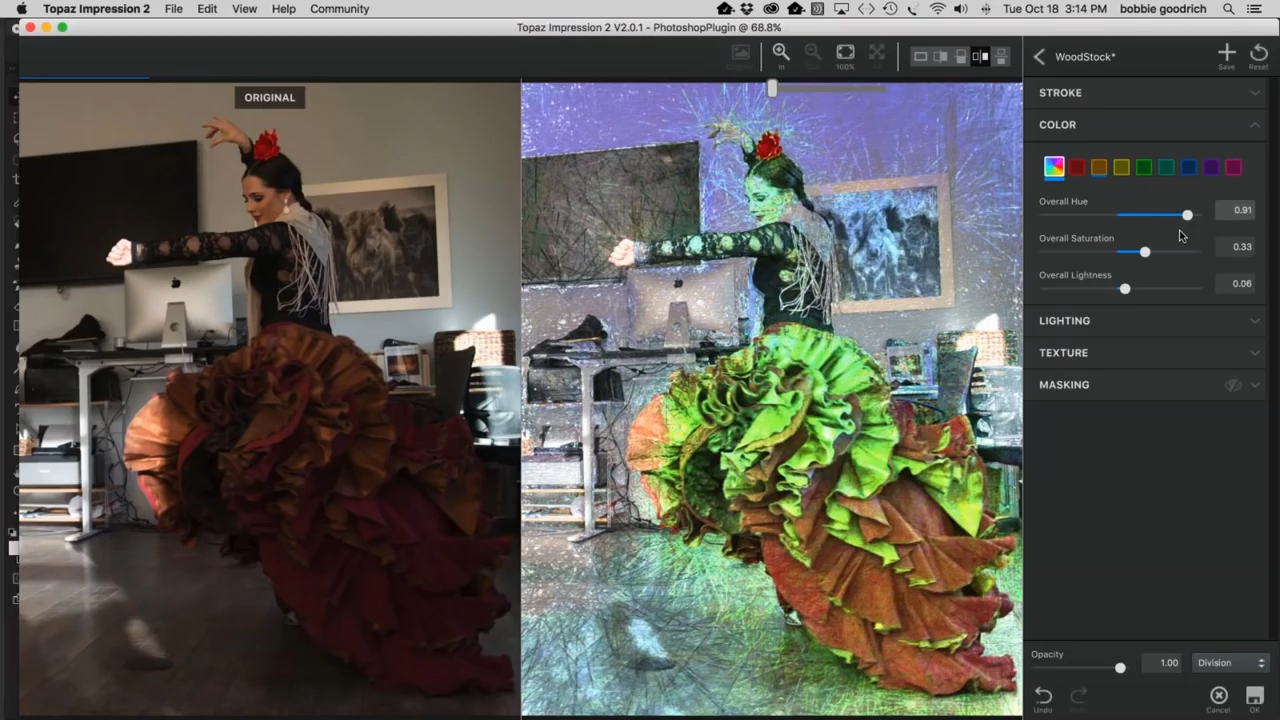 Topaz Impression 2 File Edit View Window Help Community Tue Oct 18 3:14 PM bobbie goodrich
Topaz Impression 2 V2.0.1 - PhotoshopPlugin @ 68.8%
In 100%
WoodStock*
Save Reset
ORIGINAL
STROKE
COLOR
Overall Hue 0.91
Overall Saturation 0.33
Overall Lightness 0.06
LIGHTING
TEXTURE
MASKING
Opacity 1.00 Division
Undo Cancel OK